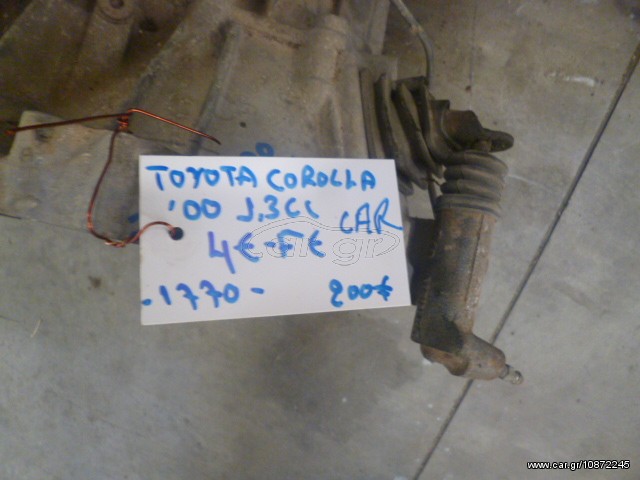 TOYOTA COROLLA
'00 1,3CC CAR
4E-FE
-1770- 200€
www.car.gr/10872245